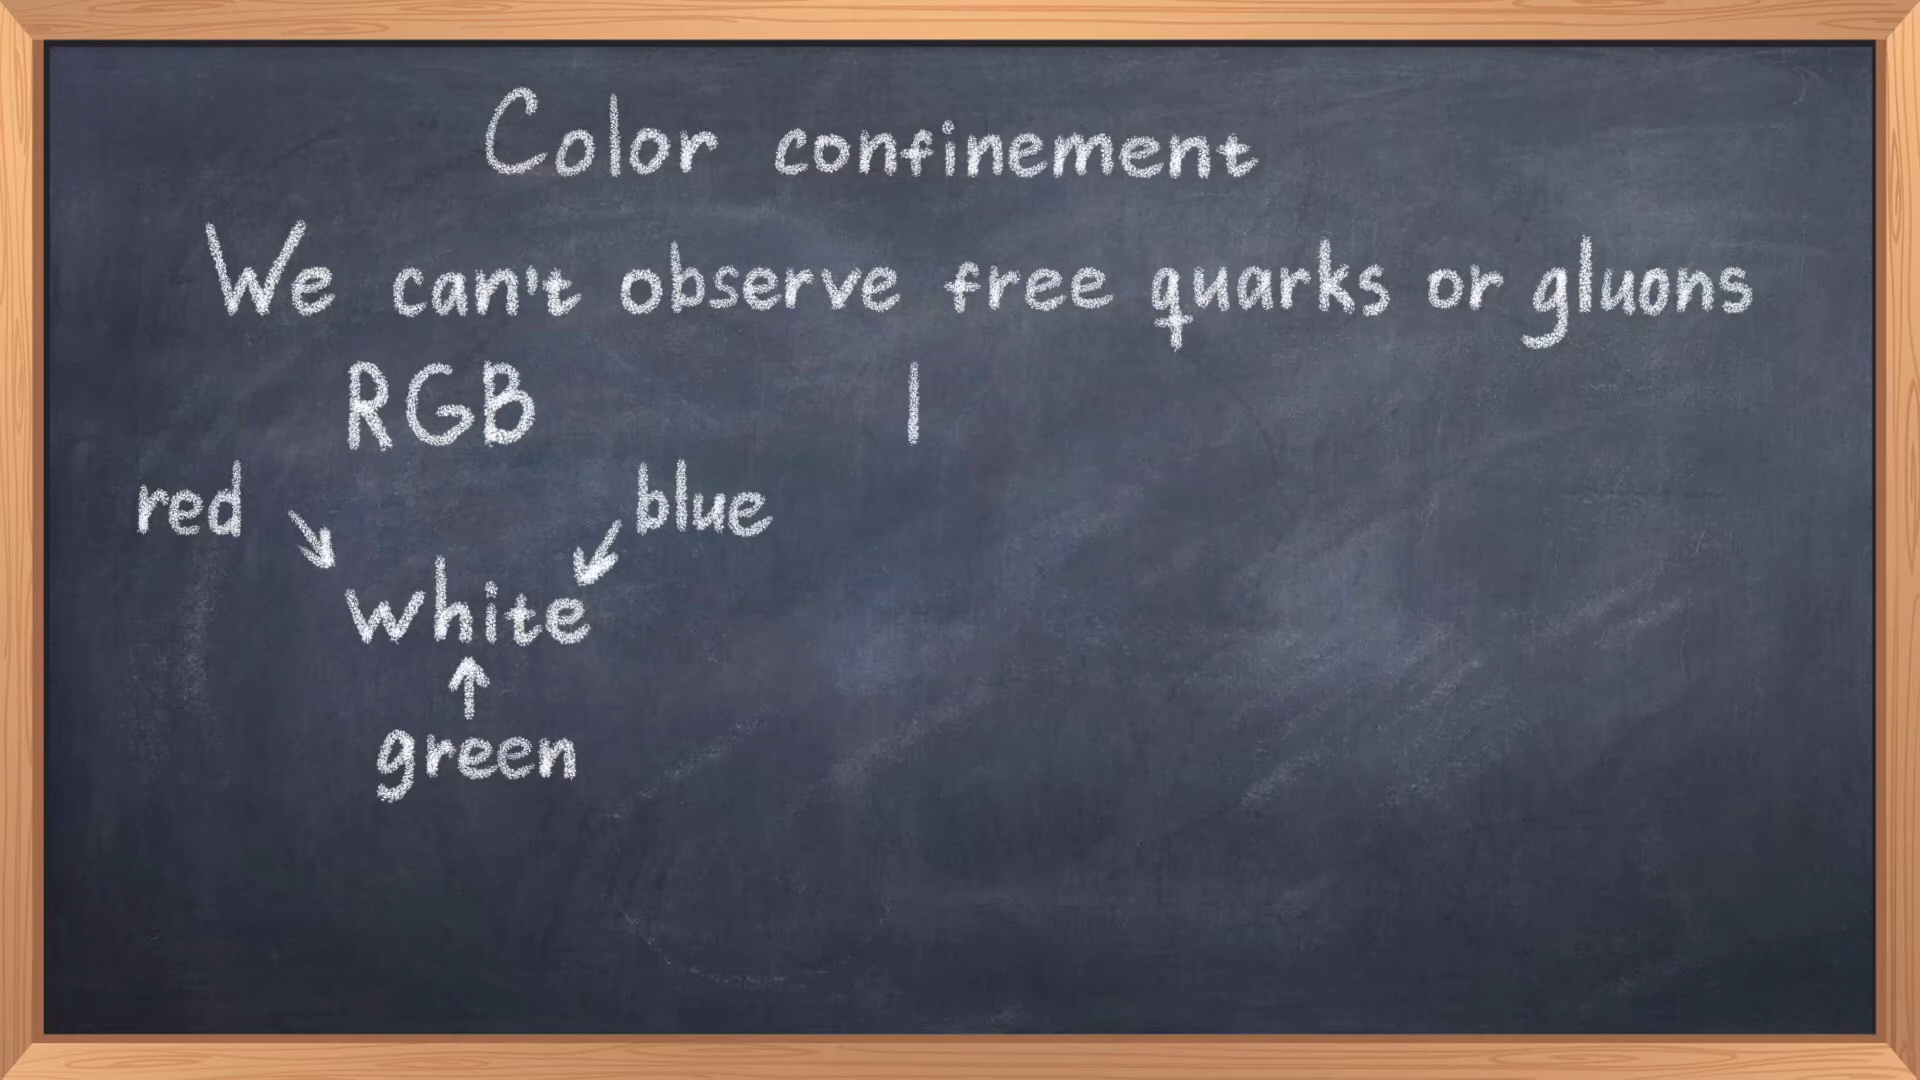 Color confinement
We can't observe free quarks or gluons
RGB |
red blue
white
green